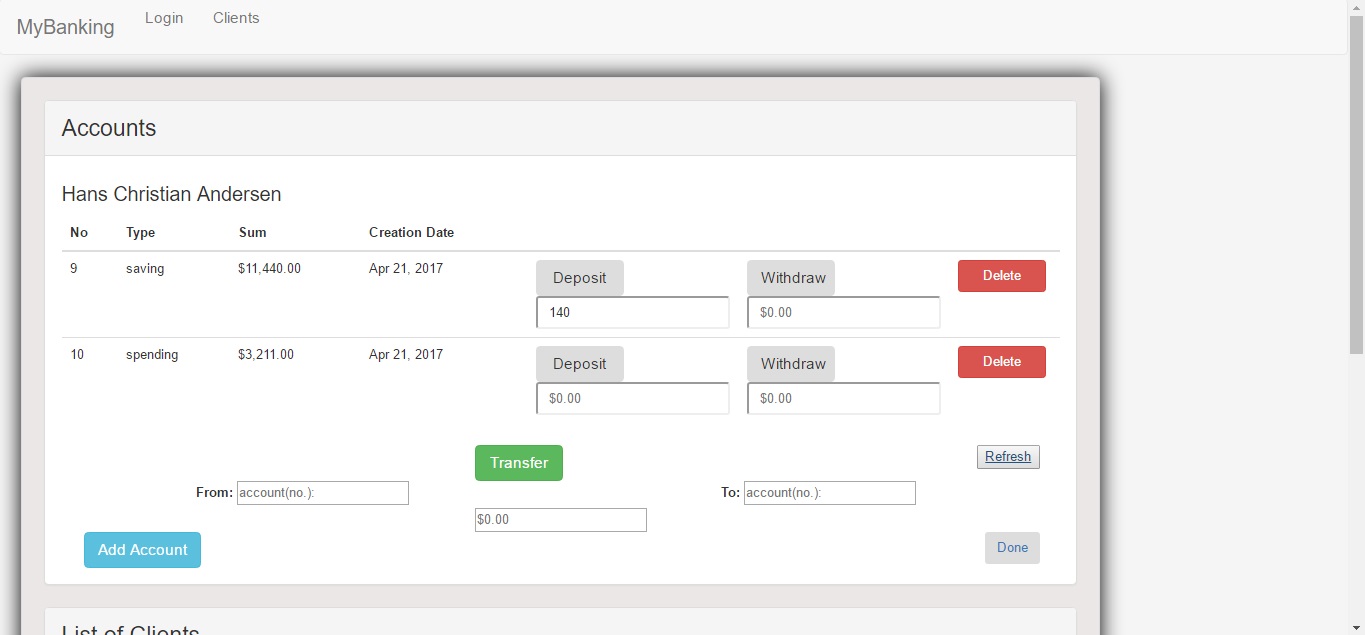 MyBanking Login Clients
Accounts
Hans Christian Andersen
No Type Sum Creation Date
9 saving $11,440.00 Apr 21, 2017 Deposit Withdraw Delete
140 $0.00
10 spending $3,211.00 Apr 21, 2017 Deposit Withdraw Delete
$0.00 $0.00
Transfer Refresh
From: account(no.): To: account(no.):
$0.00
Add Account Done
List of Clients